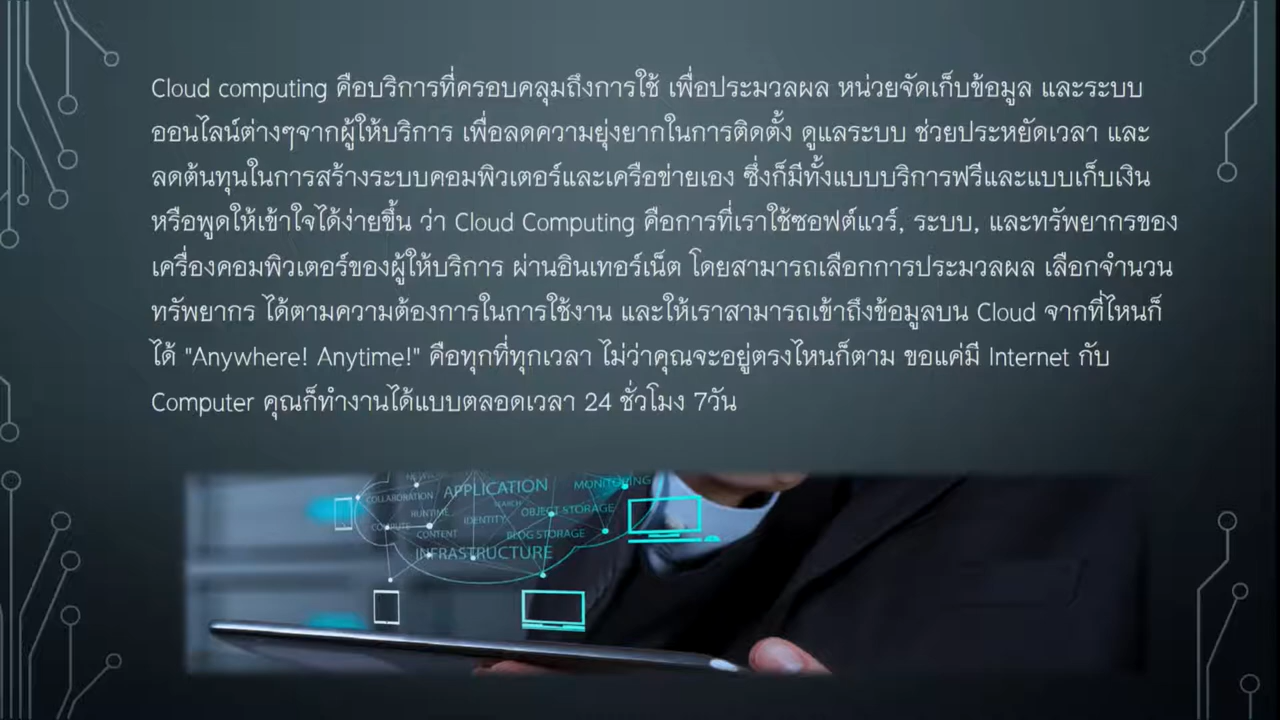 Cloud computing คือบริการที่ครอบคลุมถึงการใช้ เพื่อประมวลผล หน่วยจัดเก็บข้อมูล และระบบ
ออนไลน์ต่างๆจากผู้ให้บริการ เพื่อลดความยุ่งยากในการติดตั้ง ดูแลระบบ ช่วยประหยัดเวลา และ
ลดต้นทุนในการสร้างระบบคอมพิวเตอร์และเครือข่ายเอง ซึ่งก็มีทั้งแบบบริการฟรีและแบบเก็บเงิน
หรือพูดให้เข้าใจได้ง่ายขึ้น ว่า Cloud Computing คือการที่เราใช้ซอฟต์แวร์, ระบบ, และทรัพยากรของ
เครื่องคอมพิวเตอร์ของผู้ให้บริการ ผ่านอินเทอร์เน็ต โดยสามารถเลือกการประมวลผล เลือกจำนวน
ทรัพยากร ได้ตามความต้องการในการใช้งาน และให้เราสามารถเข้าถึงข้อมูลบน Cloud จากที่ไหนก็
ได้ "Anywhere! Anytime!" คือทุกที่ทุกเวลา ไม่ว่าคุณจะอยู่ตรงไหนก็ตาม ขอแค่มี Internet กับ
Computer คุณก็ทำงานได้แบบตลอดเวลา 24 ชั่วโมง 7วัน
MONITORING
COLLABORATION APPLICATION
SEARCH
RUNTIME IDENTITY OBJECT STORAGE
COMPUTE
CONTENT BLOG STORAGE
INFRASTRUCTURE